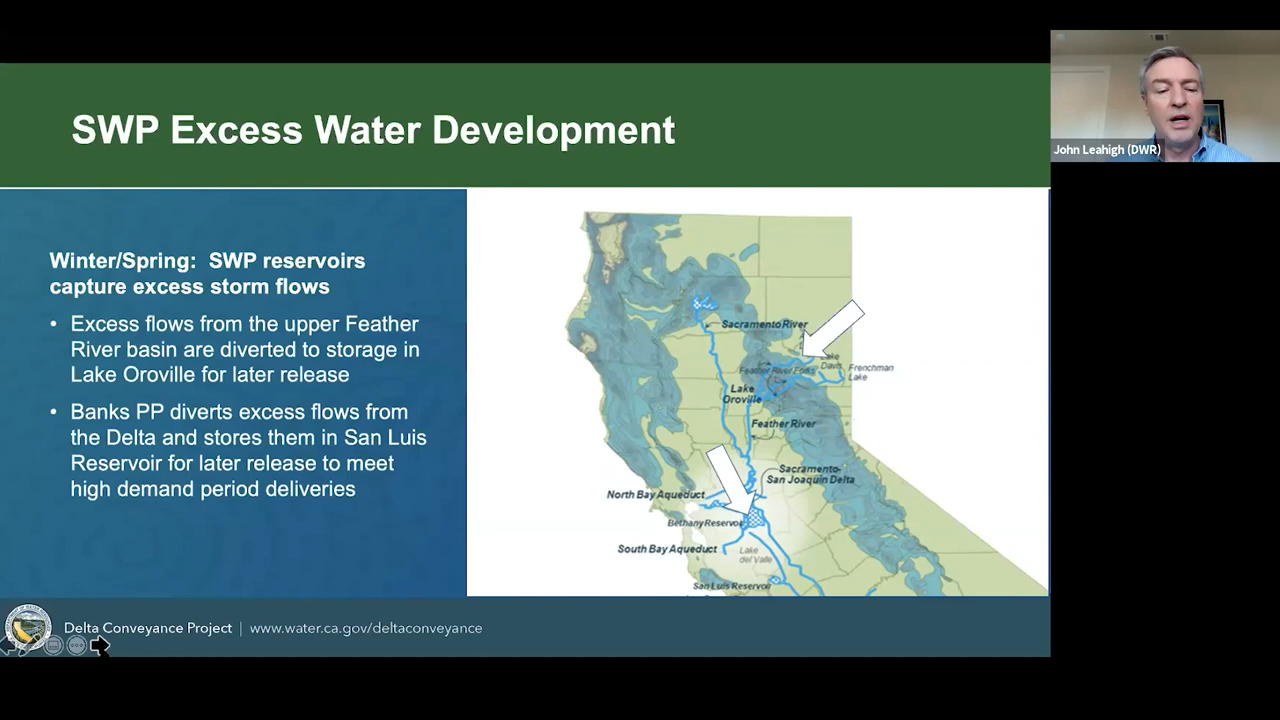 SWP Excess Water Development
John Leahigh (DWR)
Winter/Spring: SWP reservoirs
capture excess storm flows
• Excess flows from the upper Feather
River basin are diverted to storage in
Lake Oroville for later release
• Banks PP diverts excess flows from
the Delta and stores them in San Luis
Reservoir for later release to meet
high demand period deliveries
Sacramento River
Lake
Davis
Frenchman
Lake
Feather River Forks
Lake
Oroville
Feather River
Sacramento-
San Joaquin Delta
North Bay Aqueduct
Bethany Reservoir
South Bay Aqueduct
Lake
del Valle
San Luis Reservoir
Delta Conveyance Project | www.water.ca.gov/deltaconveyance